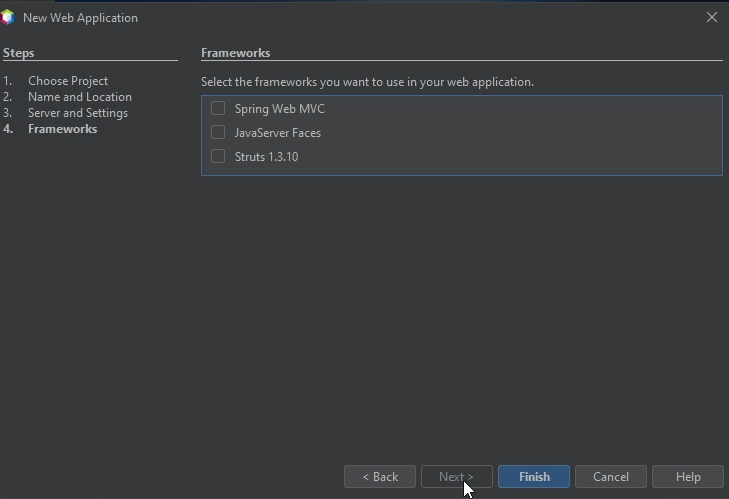 New Web Application
Steps
1. Choose Project
2. Name and Location
3. Server and Settings
4. Frameworks
Frameworks
Select the frameworks you want to use in your web application.
Spring Web MVC
JavaServer Faces
Struts 1.3.10
< Back Next > Finish Cancel Help